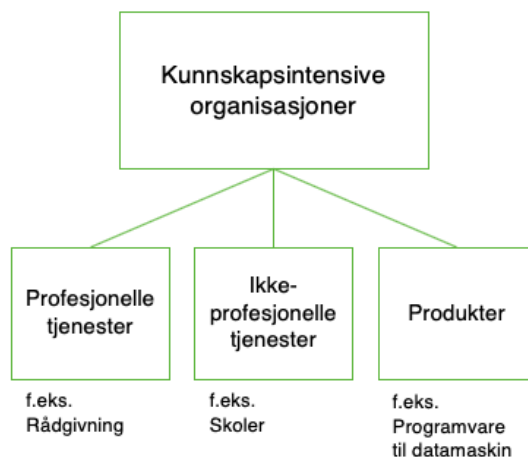 Kunnskapsintensive
organisasjoner
Profesjonelle
tjenester
Ikke-
profesjonelle
tjenester
Produkter
f.eks.
Rådgivning
f.eks.
Skoler
f.eks.
Programvare
til datamaskin